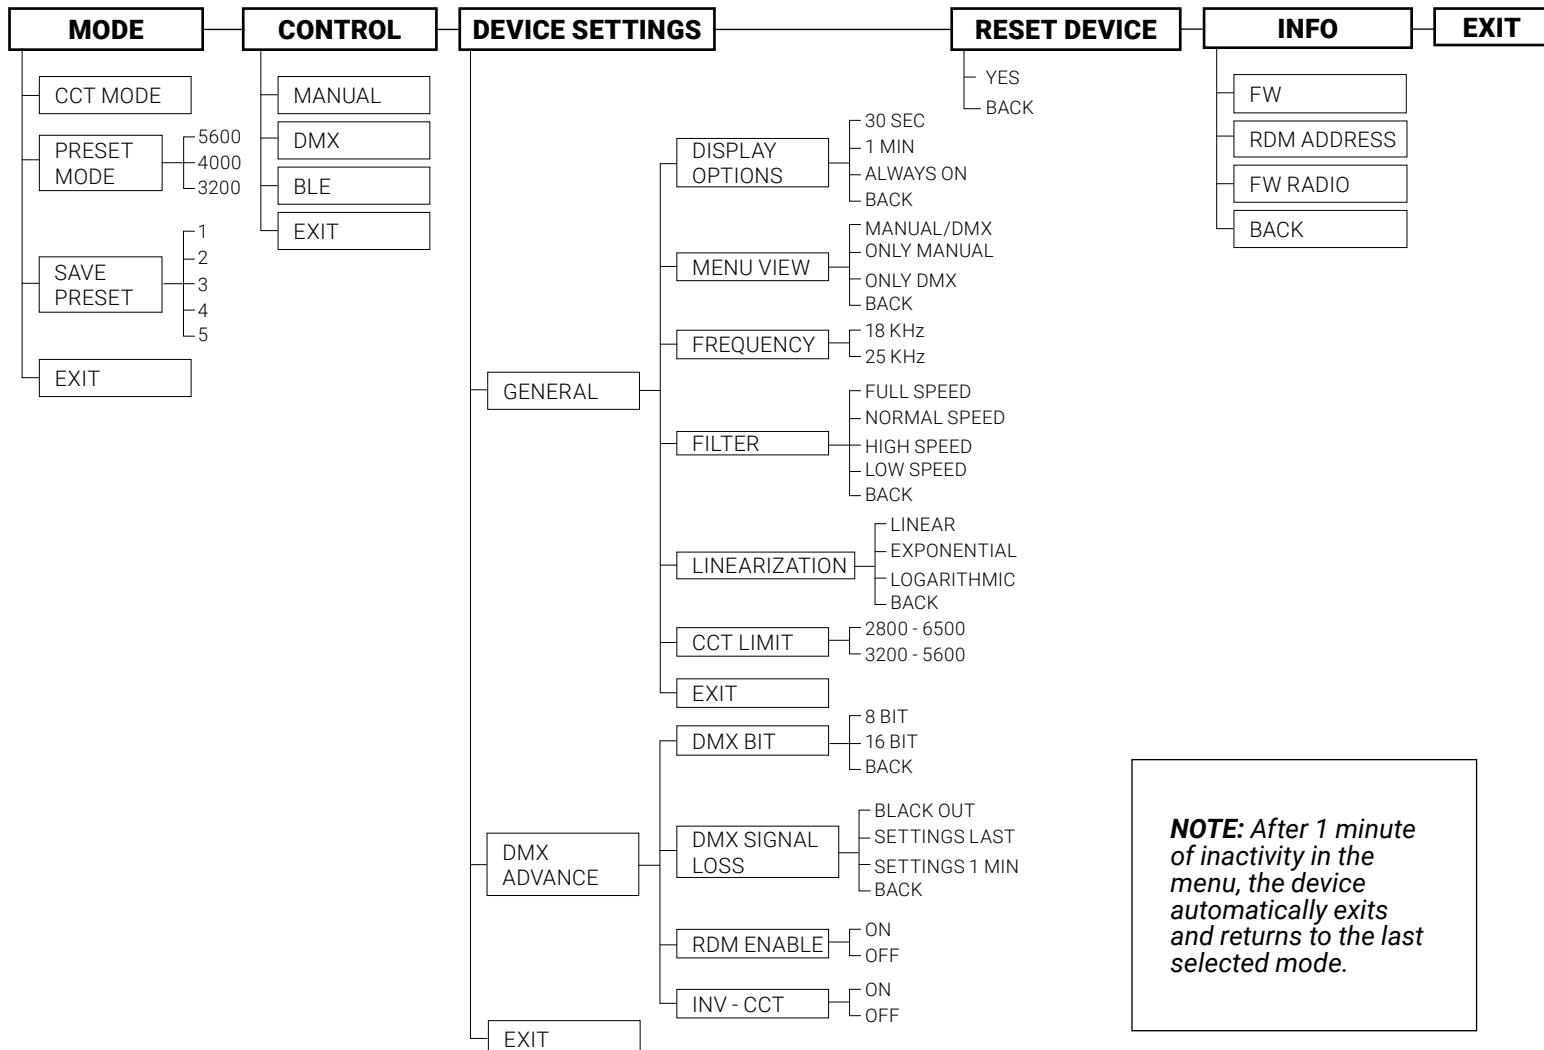 MODE
CONTROL
DEVICE SETTINGS
RESET DEVICE
INFO
EXIT
CCT MODE
PRESET
MODE
5600
4000
3200
SAVE
PRESET
1
2
3
4
5
EXIT
MANUAL
DMX
BLE
EXIT
GENERAL
DISPLAY
OPTIONS
30 SEC
1 MIN
ALWAYS ON
BACK
MENU VIEW
MANUAL/DMX
ONLY MANUAL
ONLY DMX
BACK
FREQUENCY
18 KHz
25 KHz
FILTER
FULL SPEED
NORMAL SPEED
HIGH SPEED
LOW SPEED
BACK
LINEARIZATION
LINEAR
EXPONENTIAL
LOGARITHMIC
BACK
CCT LIMIT
2800 - 6500
3200 - 5600
EXIT
DMX
ADVANCE
DMX BIT
8 BIT
16 BIT
BACK
DMX SIGNAL
LOSS
BLACK OUT
SETTINGS LAST
SETTINGS 1 MIN
BACK
RDM ENABLE
ON
OFF
INV - CCT
ON
OFF
EXIT
YES
BACK
FW
RDM ADDRESS
FW RADIO
BACK
NOTE: After 1 minute
of inactivity in the
menu, the device
automatically exits
and returns to the last
selected mode.